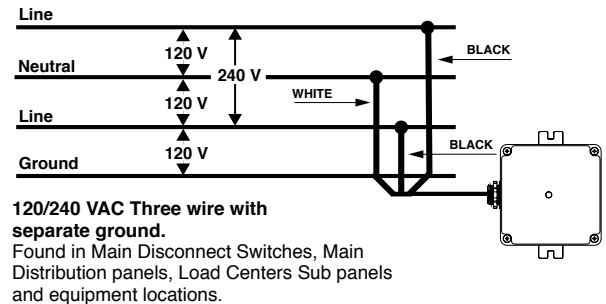 Line
120 V
BLACK
Neutral
240 V
WHITE
120 V
Line
BLACK
120 V
Ground
120/240 VAC Three wire with
separate ground.
Found in Main Disconnect Switches, Main
Distribution panels, Load Centers Sub panels
and equipment locations.